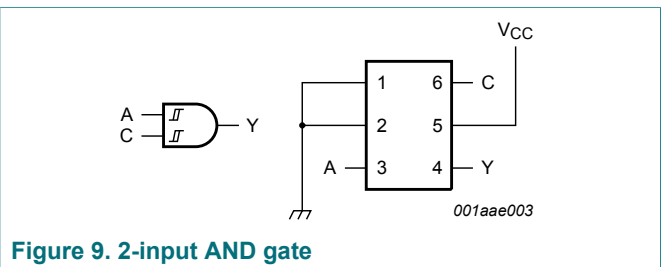 VCC
A
C
Y
1 6 C
2 5
A 3 4 Y
001aae003
Figure 9. 2-input AND gate